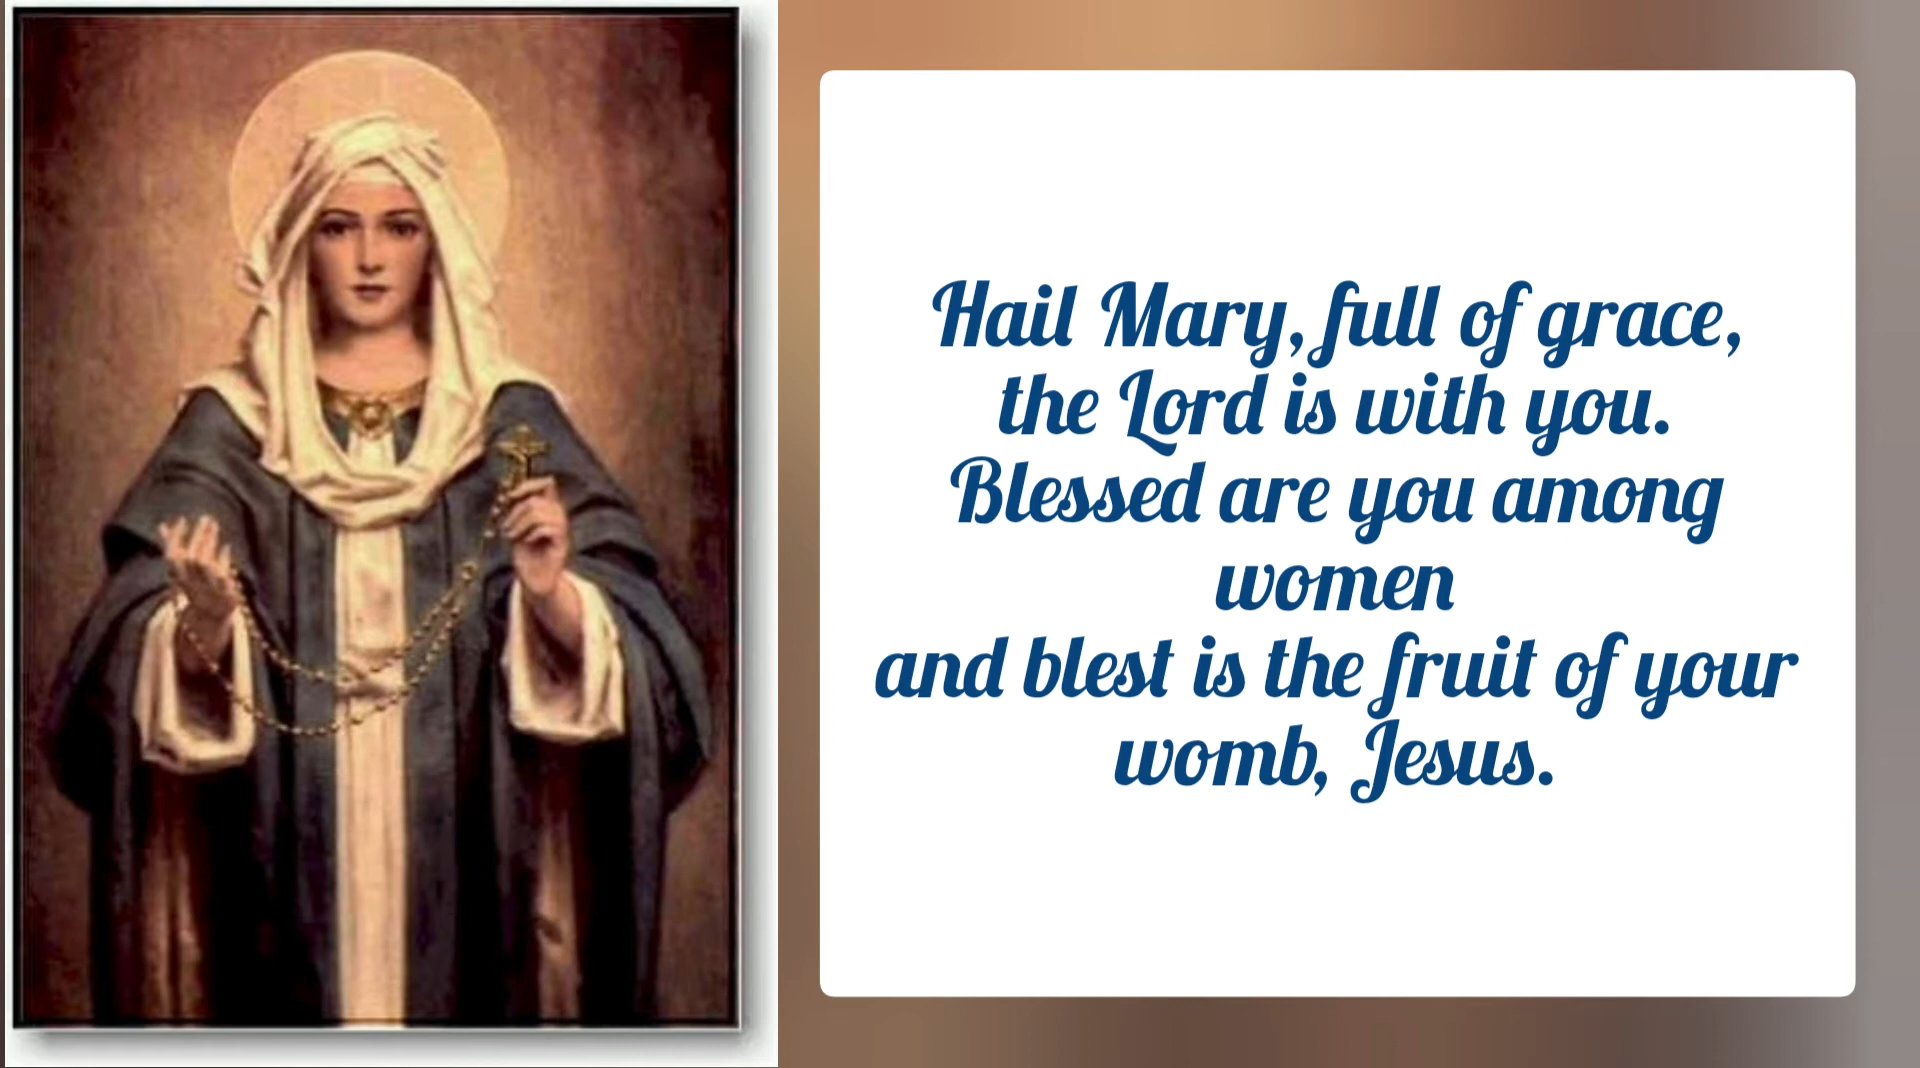 Hail Mary, full of grace,
the Lord is with you.
Blessed are you among
women
and blest is the fruit of your
womb, Jesus.